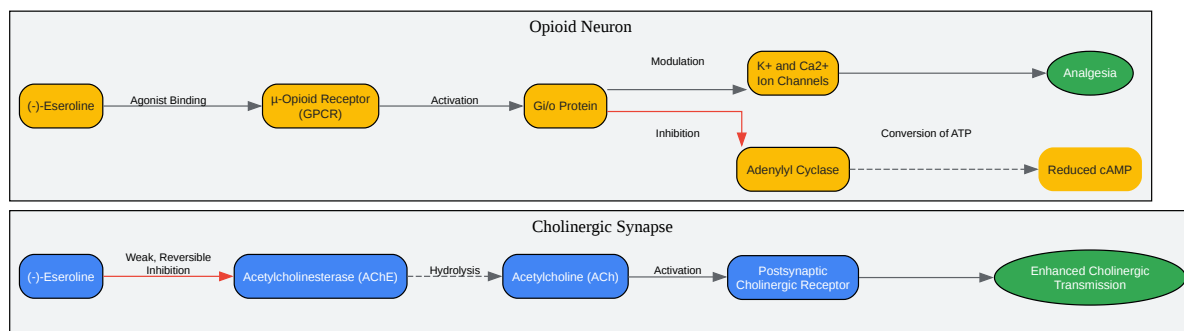 Opioid Neuron
(-)-Eseroline
Agonist Binding
µ-Opioid Receptor
(GPCR)
Activation
Gi/o Protein
Modulation
K+ and Ca2+
Ion Channels
Analgesia
Inhibition
Adenylyl Cyclase
Conversion of ATP
Reduced cAMP
Cholinergic Synapse
(-)-Eseroline
Weak, Reversible
Inhibition
Acetylcholinesterase (AChE)
Hydrolysis
Acetylcholine (ACh)
Activation
Postsynaptic
Cholinergic Receptor
Enhanced Cholinergic
Transmission